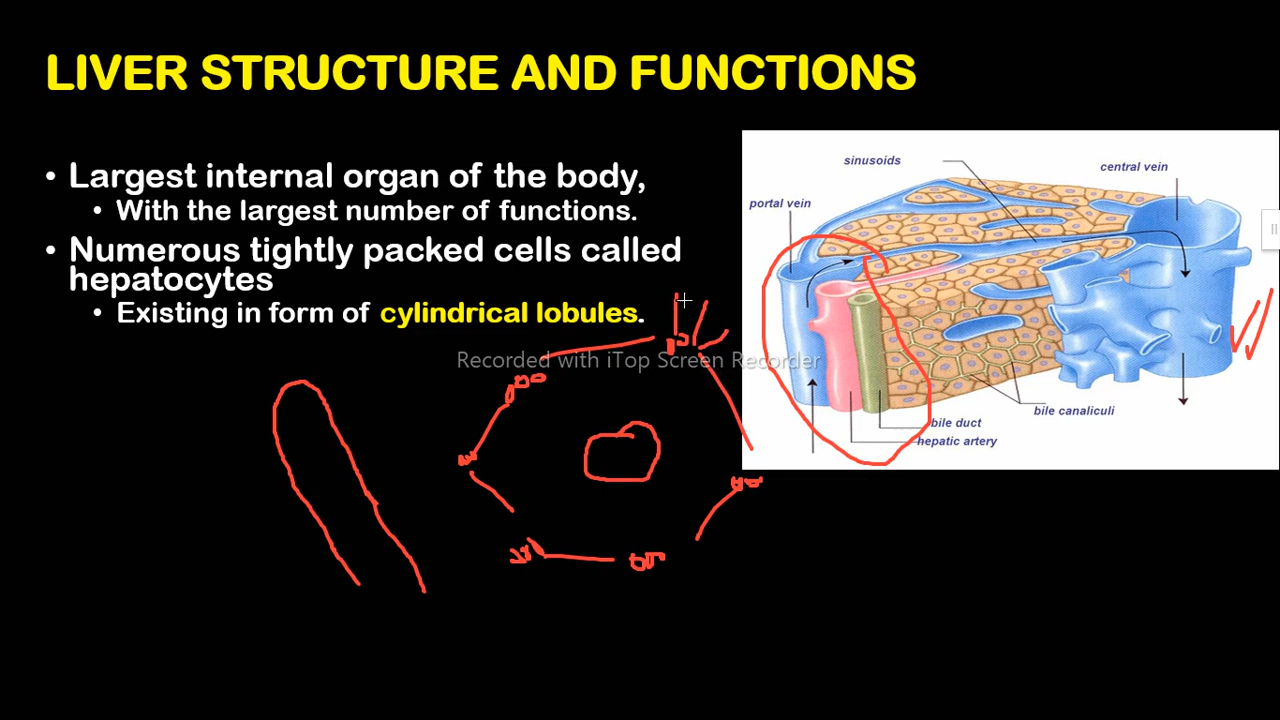 LIVER STRUCTURE AND FUNCTIONS
• Largest internal organ of the body,
• With the largest number of functions.
• Numerous tightly packed cells called
hepatocytes
• Existing in form of cylindrical lobules.
Recorded with iTop Screen Recorder
sinusoids
central vein
portal vein
bile canaliculi
bile duct
hepatic artery